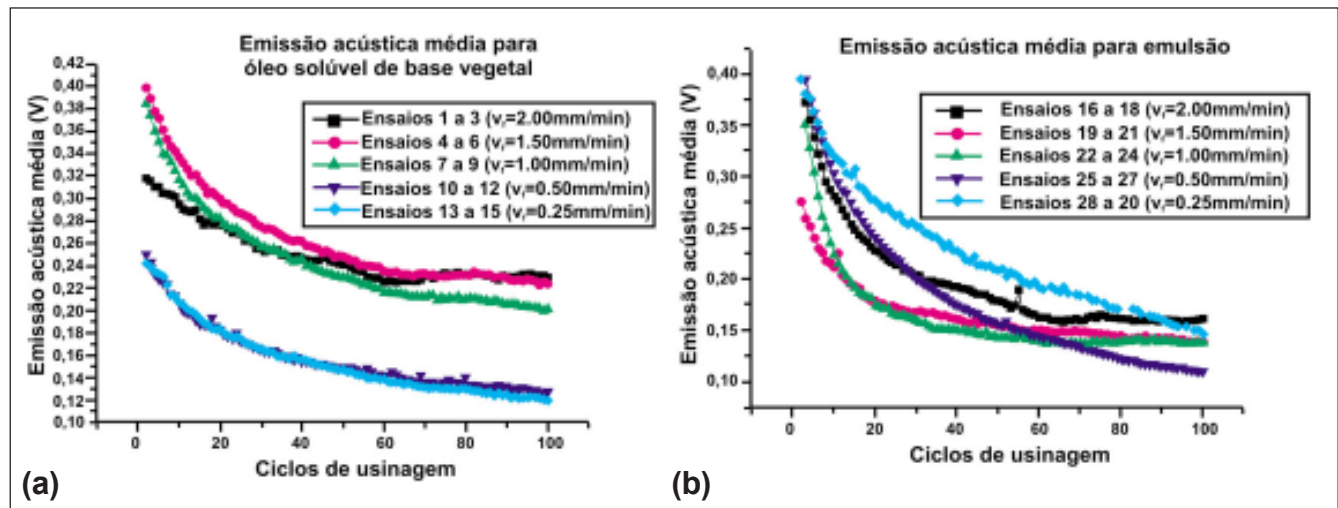 Emissão acústica média para
óleo solúvel de base vegetal
Emissão acústica média (V)
0,42
0,40
0,38
0,36
0,34
0,32
0,30
0,28
0,26
0,24
0,22
0,20
0,18
0,16
0,14
0,12
0,10
Ensaios 1 a 3 (vf=2.00mm/min)
Ensaios 4 a 6 (vf=1.50mm/min)
Ensaios 7 a 9 (vf=1.00mm/min)
Ensaios 10 a 12 (vf=0.50mm/min)
Ensaios 13 a 15 (vf=0.25mm/min)
0 20 40 60 80 100
Ciclos de usinagem
(a)
Emissão acústica média para emulsão
Emissão acústica média (V)
0,40
0,35
0,30
0,25
0,20
0,15
0,10
Ensaios 16 a 18 (vf=2.00mm/min)
Ensaios 19 a 21 (vf=1.50mm/min)
Ensaios 22 a 24 (vf=1.00mm/min)
Ensaios 25 a 27 (vf=0.50mm/min)
Ensaios 28 a 20 (vf=0.25mm/min)
0 20 40 60 80 100
Ciclos de usinagem
(b)